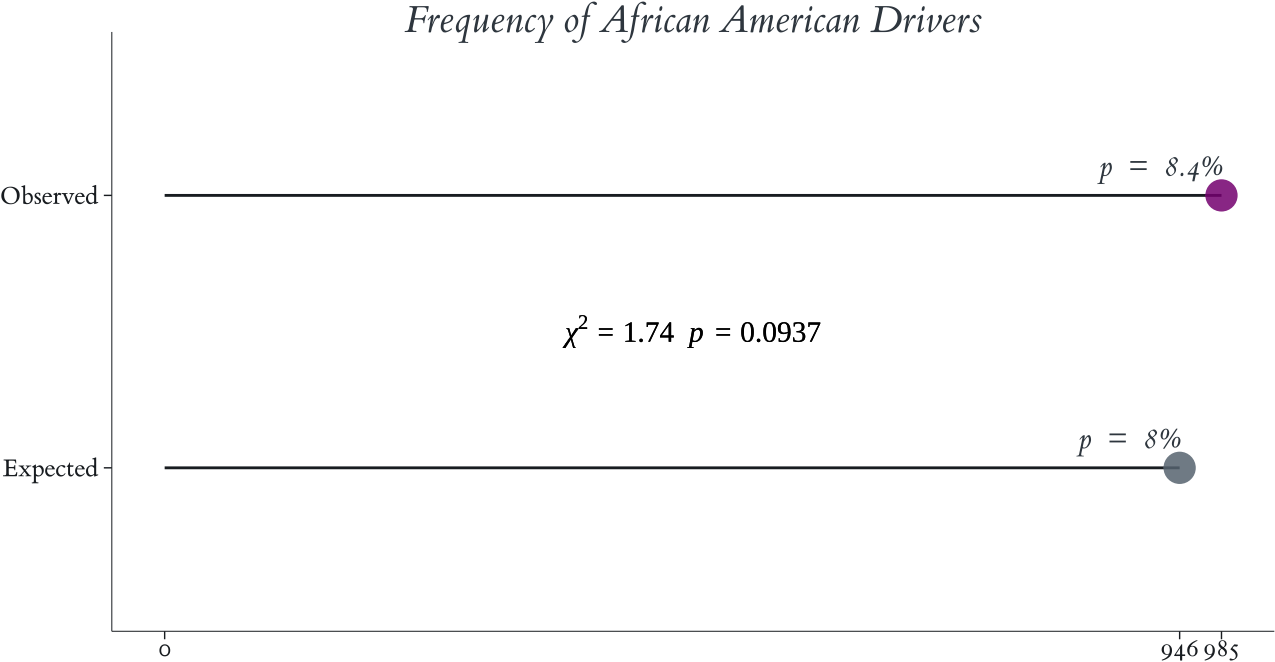 Frequency of African American Drivers
p = 8.4%
Observed
χ² = 1.74 p = 0.0937
p = 8%
Expected
0 946 985